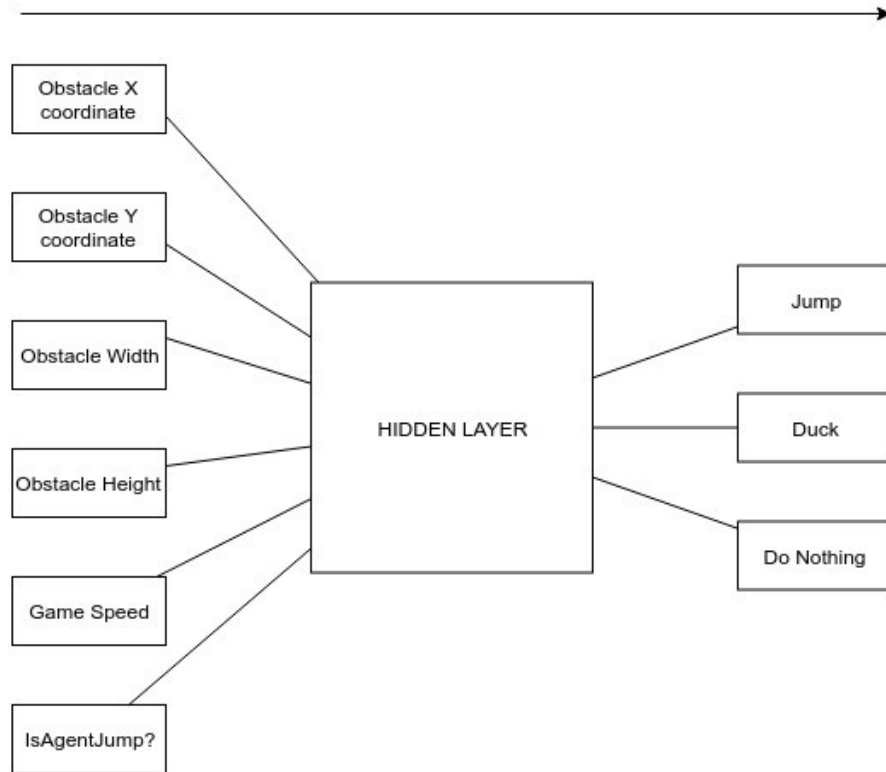 Obstacle X
coordinate
Obstacle Y
coordinate
Obstacle Width
Obstacle Height
Game Speed
IsAgentJump?
HIDDEN LAYER
Jump
Duck
Do Nothing